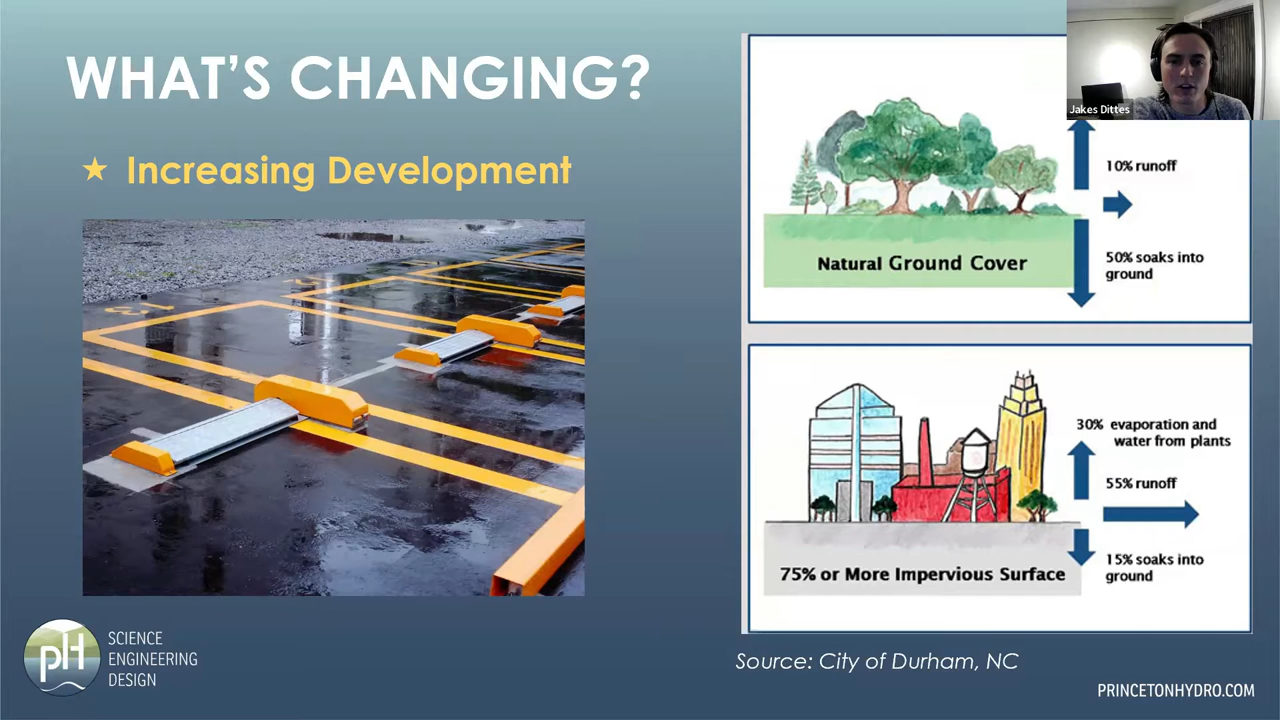 WHAT'S CHANGING?
★ Increasing Development
Jakes Dittes
10% runoff
50% soaks into
ground
Natural Ground Cover
30% evaporation and
water from plants
55% runoff
15% soaks into
ground
75% or More Impervious Surface
Source: City of Durham, NC
pH
SCIENCE
ENGINEERING
DESIGN
PRINCETONHYDRO.COM